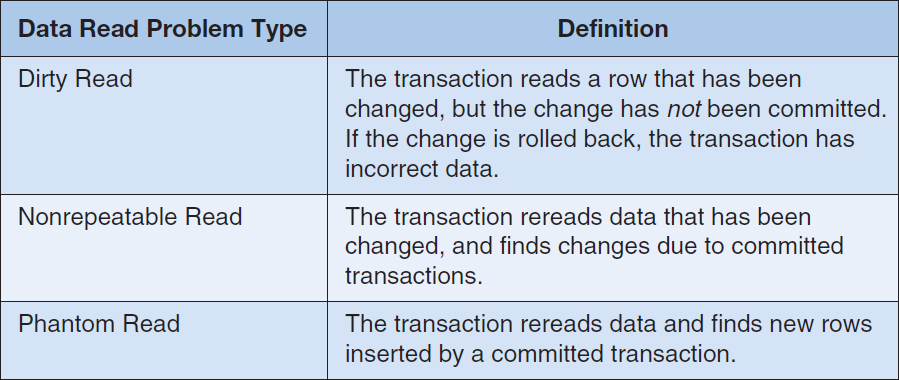 Data Read Problem Type
Definition
Dirty Read
The transaction reads a row that has been
changed, but the change has not been committed.
If the change is rolled back, the transaction has
incorrect data.
Nonrepeatable Read
The transaction rereads data that has been
changed, and finds changes due to committed
transactions.
Phantom Read
The transaction rereads data and finds new rows
inserted by a committed transaction.